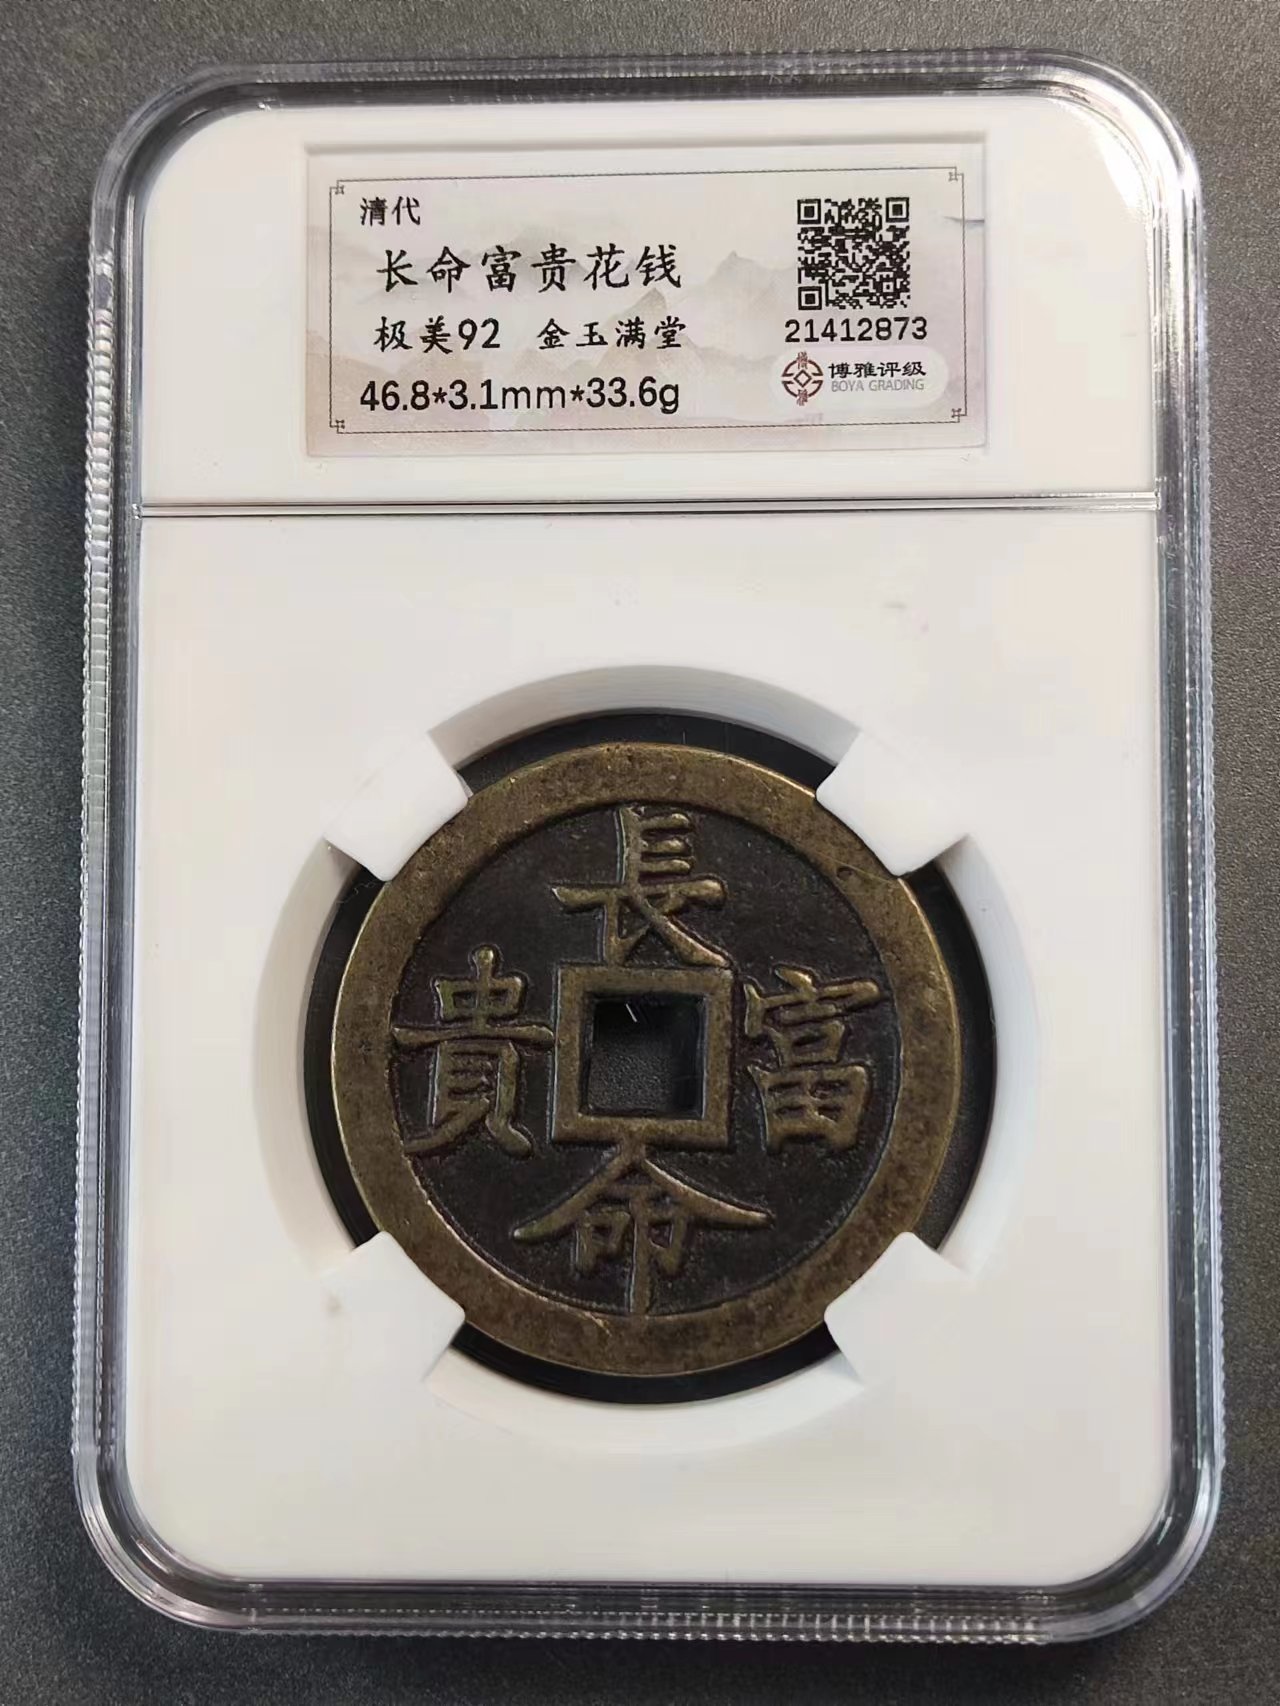 清代
长命富贵花钱
极美92 金玉满堂
46.8*3.1mm*33.6g
21412873
博雅评级
BOYA GRADING
長命富貴